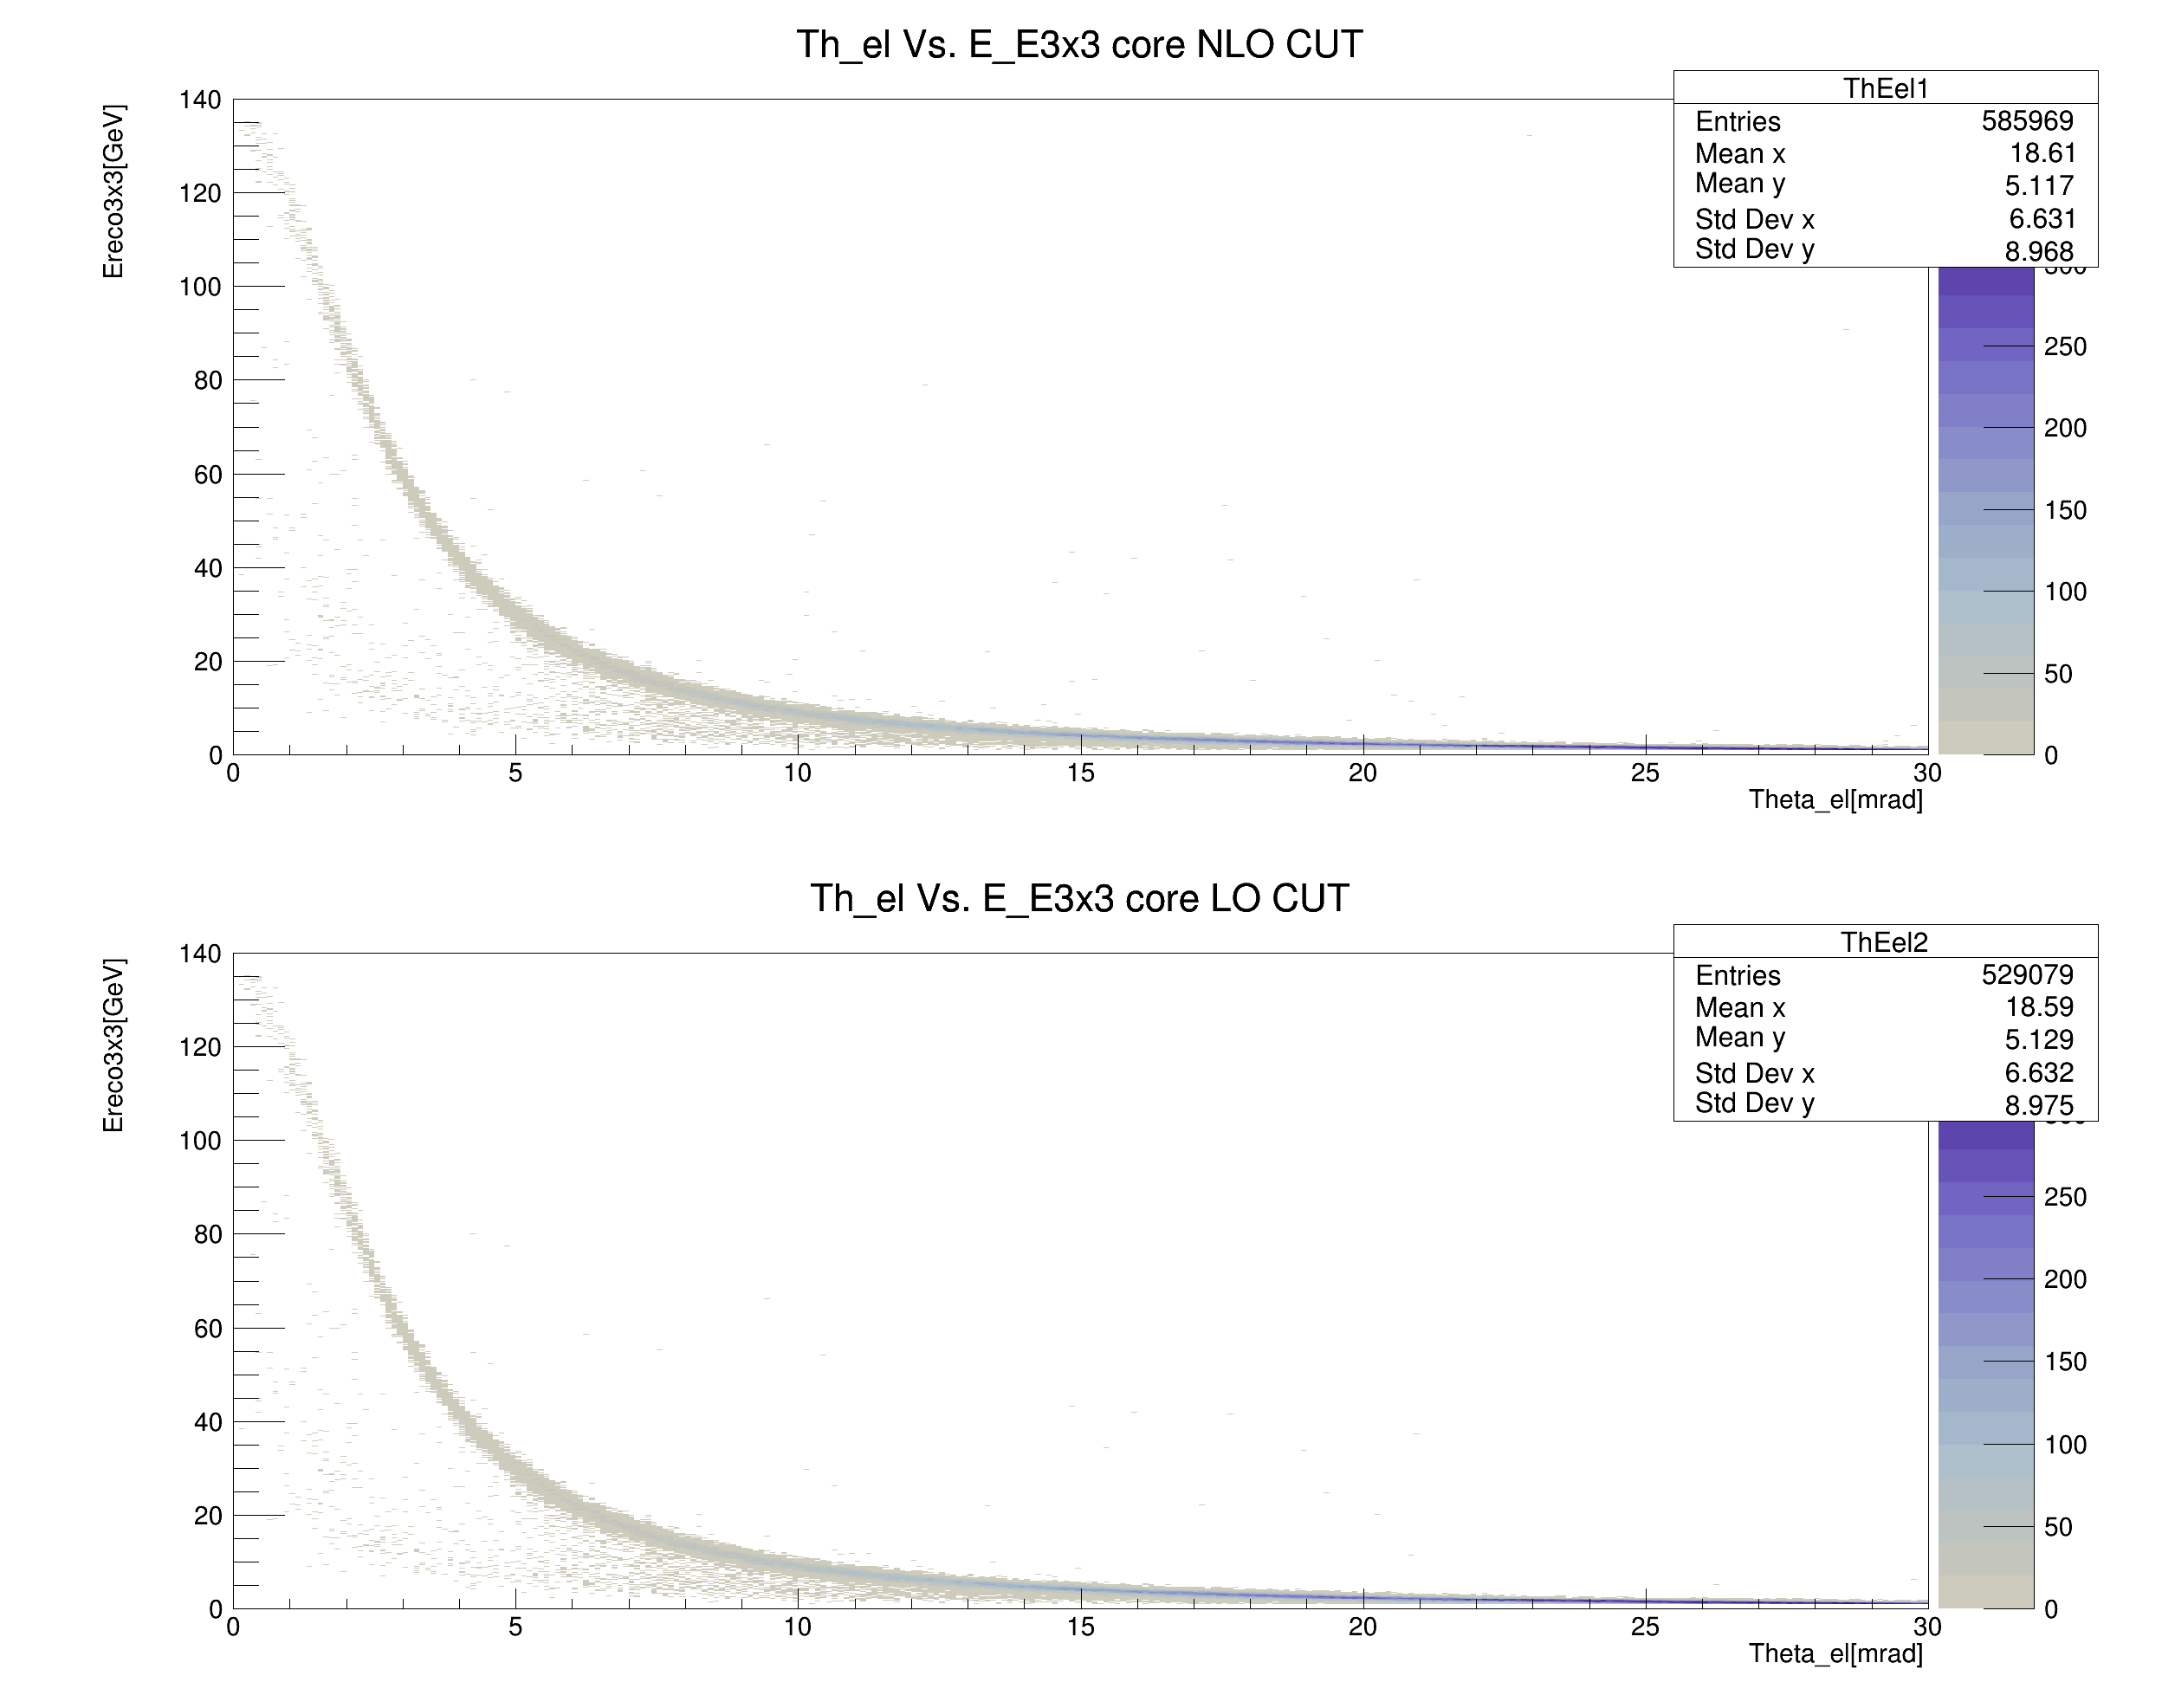 Th_el Vs. E_E3x3 core NLO CUT
Ereco3x3[GeV]
ThEel1
Entries 585969
Mean x 18.61
Mean y 5.117
Std Dev x 6.631
Std Dev y 8.968
140
120
100
80
60
40
20
0
250
200
150
100
50
0
0 5 10 15 20 25 30
Theta_el[mrad]
Th_el Vs. E_E3x3 core LO CUT
Ereco3x3[GeV]
ThEel2
Entries 529079
Mean x 18.59
Mean y 5.129
Std Dev x 6.632
Std Dev y 8.975
140
120
100
80
60
40
20
0
250
200
150
100
50
0
0 5 10 15 20 25 30
Theta_el[mrad]